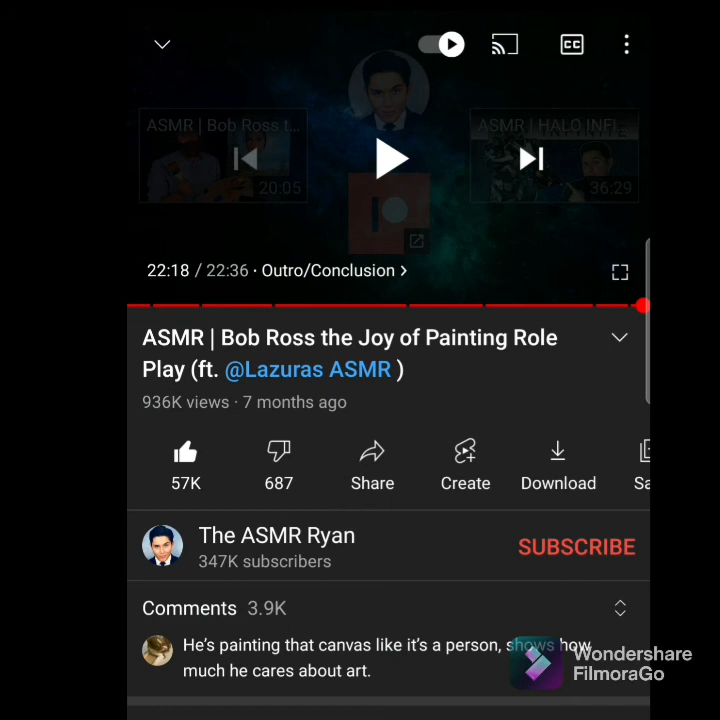 CC
ASMR | Bob Ross t...
ASMR | HALO INFI...
20:05
36:29
22:18 / 22:36 · Outro/Conclusion >
ASMR | Bob Ross the Joy of Painting Role
Play (ft. @Lazuras ASMR )
936K views · 7 months ago
57K
687
Share
Create
Download
Sa
The ASMR Ryan
347K subscribers
SUBSCRIBE
Comments 3.9K
He's painting that canvas like it's a person, shows how
much he cares about art.
Wondershare
FilmoraGo